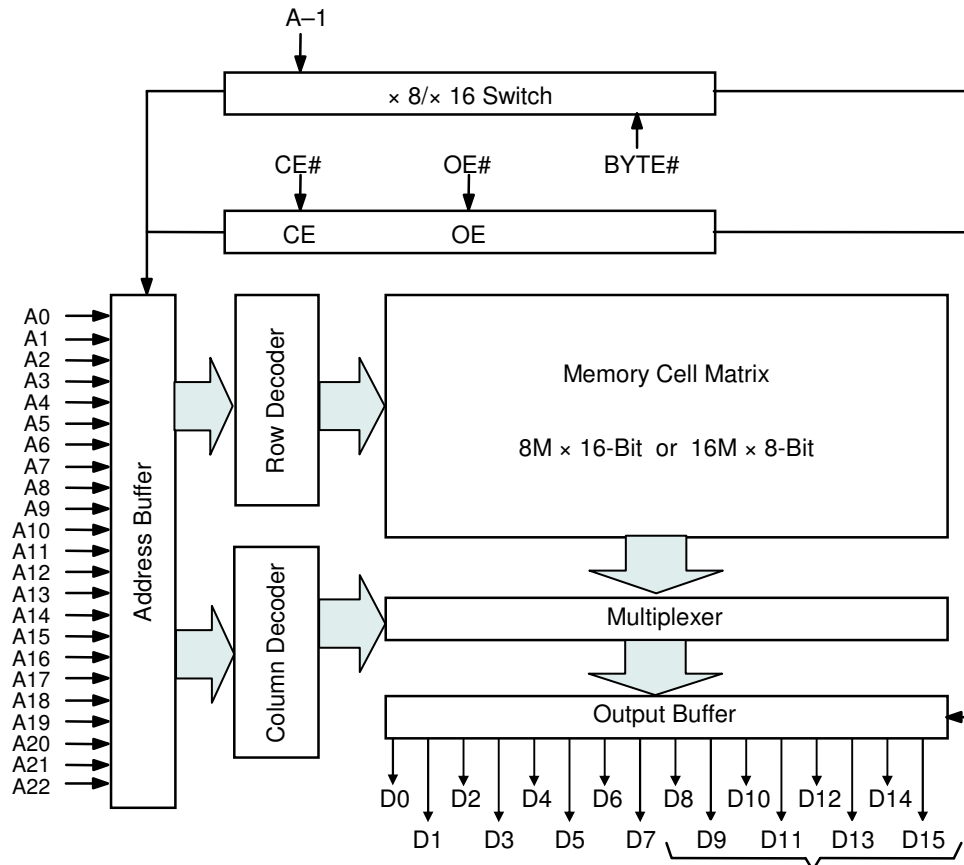 A–1
× 8/× 16 Switch
CE#
OE#
BYTE#
CE
OE
A0
A1
A2
A3
A4
A5
A6
A7
A8
A9
A10
A11
A12
A13
A14
A15
A16
A17
A18
A19
A20
A21
A22
Address Buffer
Row Decoder
Column Decoder
Memory Cell Matrix
8M × 16-Bit or 16M × 8-Bit
Multiplexer
Output Buffer
D0 D2 D4 D6 D8 D10 D12 D14
D1 D3 D5 D7 D9 D11 D13 D15